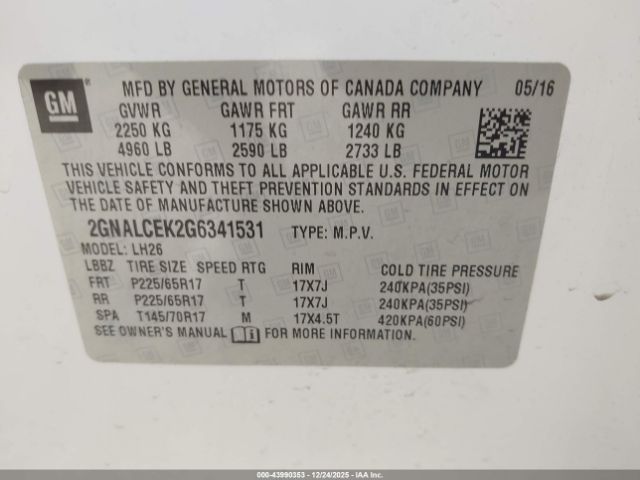 GM
MFD BY GENERAL MOTORS OF CANADA COMPANY 05/16
GVWR GAWR FRT GAWR RR
2250 KG 1175 KG 1240 KG
4960 LB 2590 LB 2733 LB
THIS VEHICLE CONFORMS TO ALL APPLICABLE U.S. FEDERAL MOTOR
VEHICLE SAFETY AND THEFT PREVENTION STANDARDS IN EFFECT ON
THE DATE OF MANUFACTURE SHOWN ABOVE.
2GNALCEK2G6341531 TYPE: M.P.V.
MODEL: LH26
LBBZ TIRE SIZE SPEED RTG RIM COLD TIRE PRESSURE
FRT P225/65R17 T 17X7J 240KPA(35PSI)
RR P225/65R17 T 17X7J 240KPA(35PSI)
SPA T145/70R17 M 17X4.5T 420KPA(60PSI)
SEE OWNER'S MANUAL FOR MORE INFORMATION.
000-43990353 - 12/24/2025 - IAAI.COM - COPART